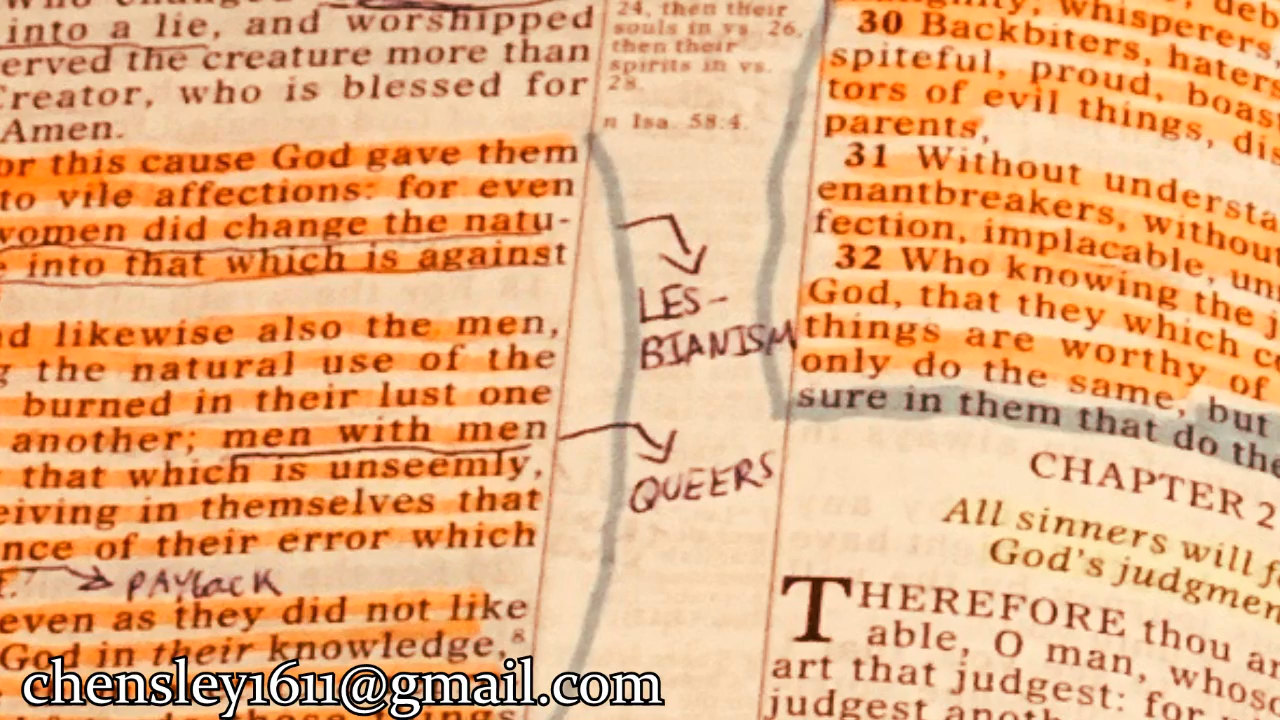 into a lie, and worshipped
erved the creature more than
Creator, who is blessed for
Amen.
or this cause God gave them
to vile affections: for even
women did change the natu-
into that which is against
nd likewise also the men,
the natural use of the
burned in their lust one
another; men with men
that which is unseemly,
eiving in themselves that
nce of their error which
PAYBACK
even as they did not like
God in their knowledge,⁸
24, then their
souls in vs 26,
then their
spirits in vs.
28.
n Isa. 58:4.
LES-
BIANISM
QUEERS
whisperers,
30 Backbiters, haters
spiteful, proud, boas
tors of evil things, dis
parents,
31 Without understa
enantbreakers, without
fection, implacable, un
32 Who knowing the j
God, that they which co
things are worthy of
only do the same, but
sure in them that do the
CHAPTER 2
All sinners will f
God's judgmen
THEREFORE thou ar
able, O man, whoso
art that judgest: for
judgest anoth
chensley1611@gmail.com